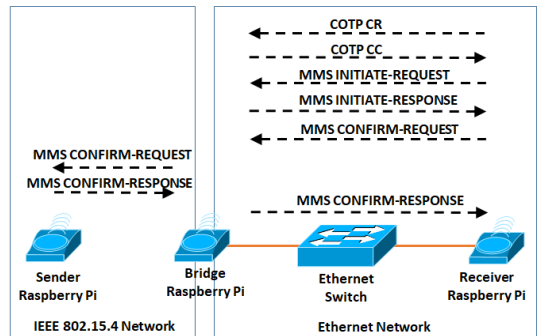 COTP CR
COTP CC
MMS INITIATE-REQUEST
MMS INITIATE-RESPONSE
MMS CONFIRM-REQUEST
MMS CONFIRM-REQUEST
MMS CONFIRM-RESPONSE
MMS CONFIRM-RESPONSE
Sender
Raspberry Pi
Bridge
Raspberry Pi
Ethernet
Switch
Receiver
Raspberry Pi
IEEE 802.15.4 Network
Ethernet Network